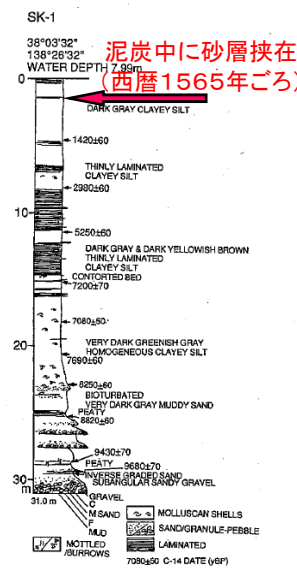 SK-1
38°03'32"
138°26'32"
WATER DEPTH 7.99m
泥炭中に砂層挟在
(西暦1565年ごろ)
0
DARK GRAY CLAYEY SILT
1420±60
THINLY LAMINATED
CLAYEY SILT
2980±60
10
5250±60
DARK GRAY & DARK YELLOWISH BROWN
THINLY LAMINATED
CLAYEY SILT
CONTORTED BED
7200±70
7080±50
20
VERY DARK GREENISH GRAY
HOMOGENEOUS CLAYEY SILT
7690±60
8250±60
BIOTURBATED
VERY DARK GRAY MUDDY SAND
PEATY
8820±60
9430±70
PEATY
9680±70
INVERSE GRADED SAND
SUBANGULAR SANDY GRAVEL
30
m
31.0 m
GRAVEL
C
M SAND
F
MUD
MOLLUSCAN SHELLS
SAND/GRANULE-PEBBLE
MOTTLED
/BURROWS
LAMINATED
7080±50 C-14 DATE (yBP)